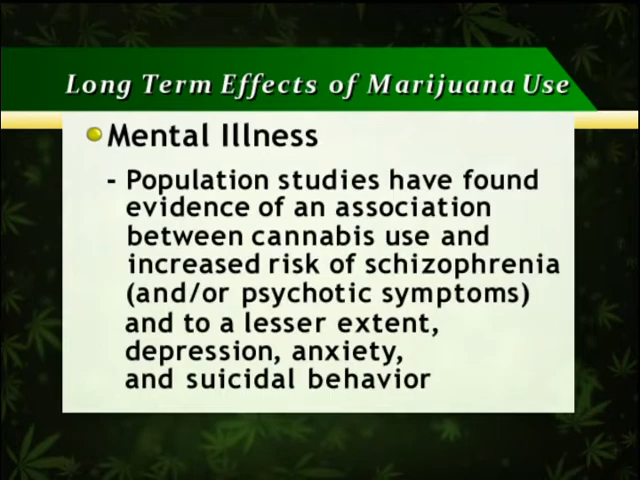 Long Term Effects of Marijuana Use
Mental Illness
- Population studies have found
evidence of an association
between cannabis use and
increased risk of schizophrenia
(and/or psychotic symptoms)
and to a lesser extent,
depression, anxiety,
and suicidal behavior